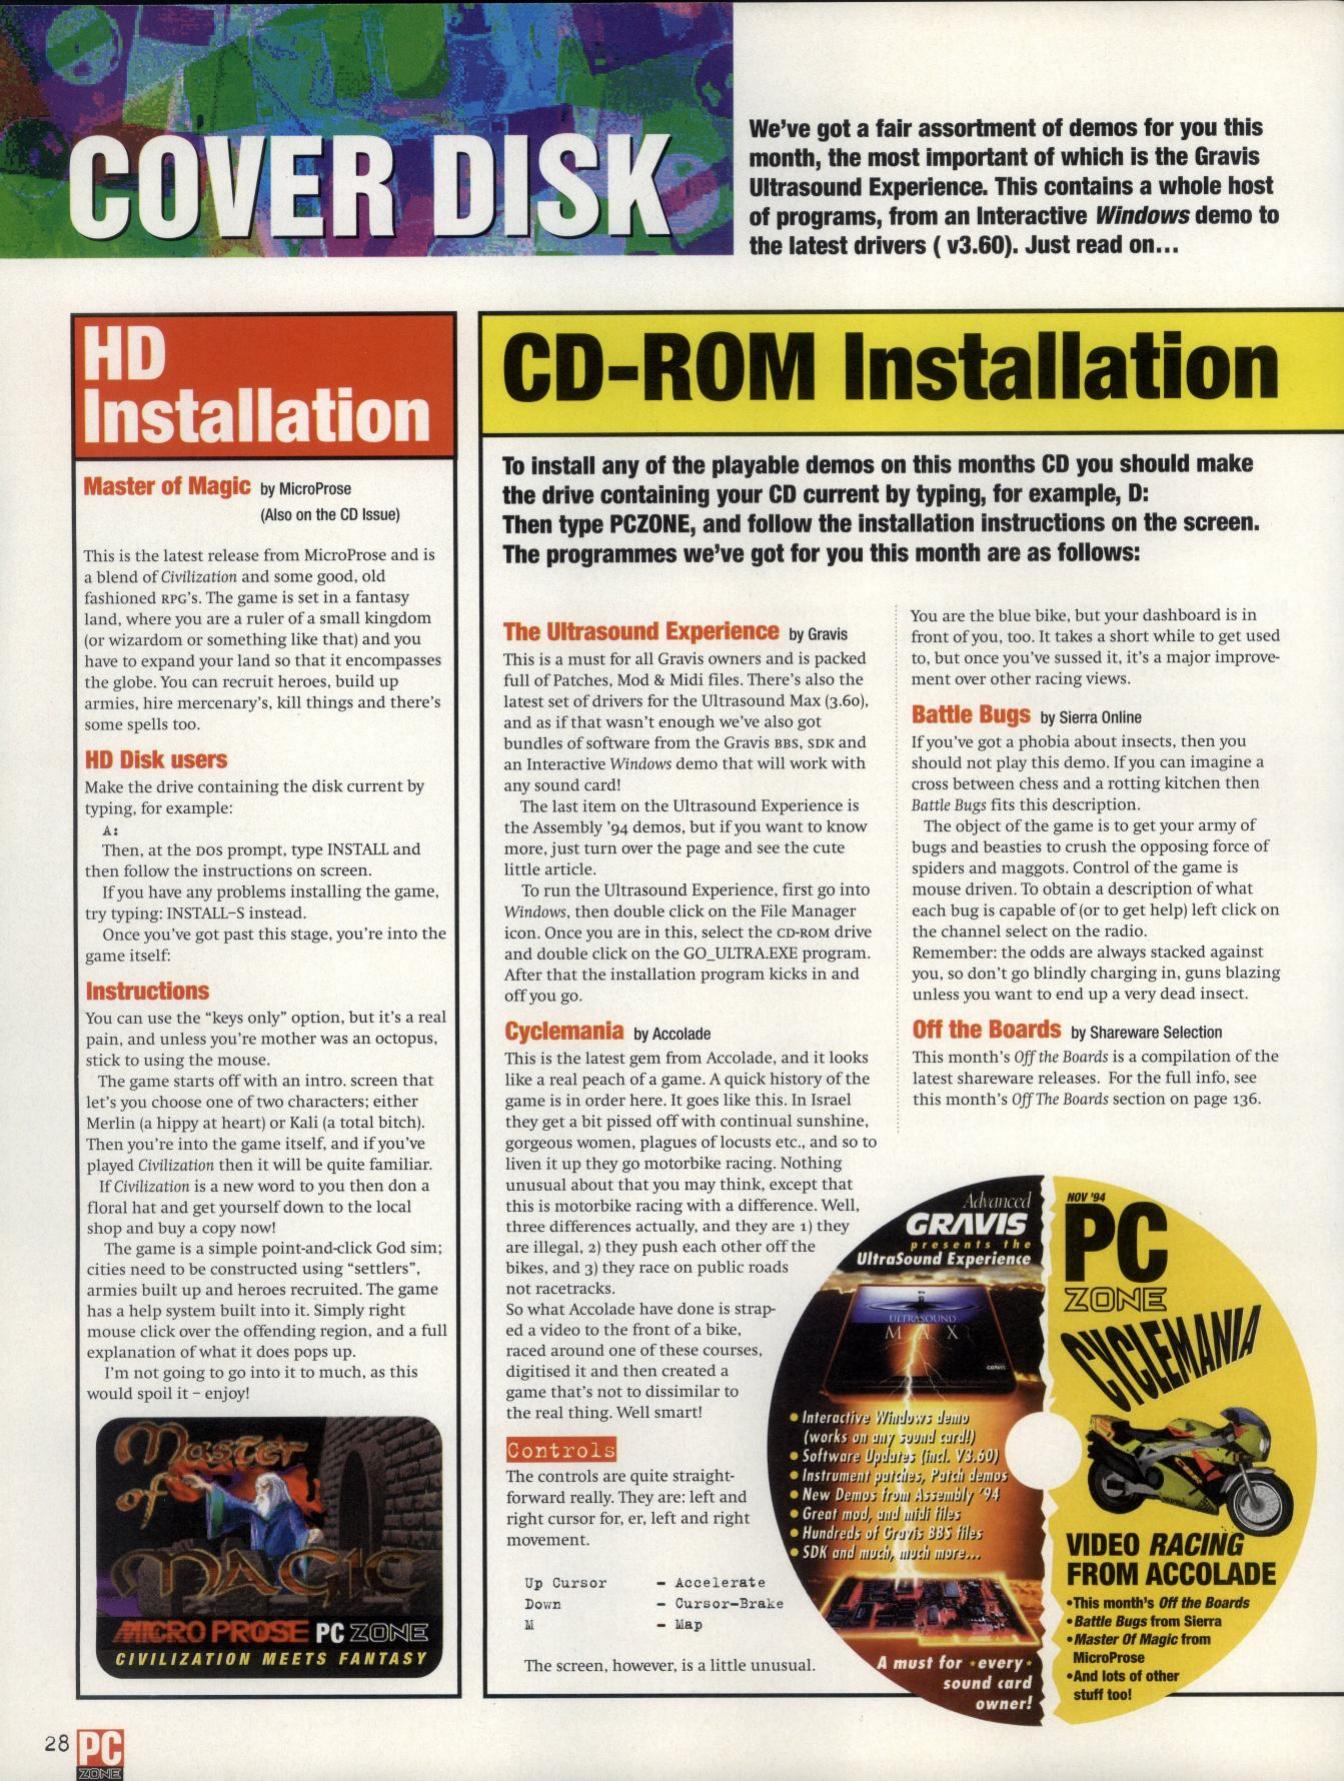 COVER DISK
We've got a fair assortment of demos for you this
month, the most important of which is the Gravis
Ultrasound Experience. This contains a whole host
of programs, from an Interactive Windows demo to
the latest drivers ( v3.60). Just read on...
HD
Installation
Master of Magic by MicroProse
(Also on the CD Issue)
This is the latest release from MicroProse and is
a blend of Civilization and some good, old
fashioned RPG's. The game is set in a fantasy
land, where you are a ruler of a small kingdom
(or wizardom or something like that) and you
have to expand your land so that it encompasses
the globe. You can recruit heroes, build up
armies, hire mercenary's, kill things and there's
some spells too.
HD Disk users
Make the drive containing the disk current by
typing, for example:
A:
Then, at the DOS prompt, type INSTALL and
then follow the instructions on screen.
If you have any problems installing the game,
try typing: INSTALL–S instead.
Once you've got past this stage, you're into the
game itself:
Instructions
You can use the "keys only" option, but it's a real
pain, and unless you're mother was an octopus,
stick to using the mouse.
The game starts off with an intro. screen that
let's you choose one of two characters; either
Merlin (a hippy at heart) or Kali (a total bitch).
Then you're into the game itself, and if you've
played Civilization then it will be quite familiar.
If Civilization is a new word to you then don a
floral hat and get yourself down to the local
shop and buy a copy now!
The game is a simple point-and-click God sim;
cities need to be constructed using "settlers",
armies built up and heroes recruited. The game
has a help system built into it. Simply right
mouse click over the offending region, and a full
explanation of what it does pops up.
I'm not going to go into it to much, as this
would spoil it – enjoy!
Master
of
MAGIC
MICRO PROSE PC ZONE
CIVILIZATION MEETS FANTASY
CD-ROM Installation
To install any of the playable demos on this months CD you should make
the drive containing your CD current by typing, for example, D:
Then type PCZONE, and follow the installation instructions on the screen.
The programmes we've got for you this month are as follows:
The Ultrasound Experience by Gravis
This is a must for all Gravis owners and is packed
full of Patches, Mod & Midi files. There's also the
latest set of drivers for the Ultrasound Max (3.60),
and as if that wasn't enough we've also got
bundles of software from the Gravis BBS, SDK and
an Interactive Windows demo that will work with
any sound card!
The last item on the Ultrasound Experience is
the Assembly '94 demos, but if you want to know
more, just turn over the page and see the cute
little article.
To run the Ultrasound Experience, first go into
Windows, then double click on the File Manager
icon. Once you are in this, select the CD-ROM drive
and double click on the GO_ULTRA.EXE program.
After that the installation program kicks in and
off you go.
Cyclemania by Accolade
This is the latest gem from Accolade, and it looks
like a real peach of a game. A quick history of the
game is in order here. It goes like this. In Israel
they get a bit pissed off with continual sunshine,
gorgeous women, plagues of locusts etc., and so to
liven it up they go motorbike racing. Nothing
unusual about that you may think, except that
this is motorbike racing with a difference. Well,
three differences actually, and they are 1) they
are illegal, 2) they push each other off the
bikes, and 3) they race on public roads
not racetracks.
So what Accolade have done is strap-
ed a video to the front of a bike,
raced around one of these courses,
digitised it and then created a
game that's not to dissimilar to
the real thing. Well smart!
Controls
The controls are quite straight-
forward really. They are: left and
right cursor for, er, left and right
movement.
Up Cursor – Accelerate
Down – Cursor–Brake
M – Map
The screen, however, is a little unusual.
You are the blue bike, but your dashboard is in
front of you, too. It takes a short while to get used
to, but once you've sussed it, it's a major improve-
ment over other racing views.
Battle Bugs by Sierra Online
If you've got a phobia about insects, then you
should not play this demo. If you can imagine a
cross between chess and a rotting kitchen then
Battle Bugs fits this description.
The object of the game is to get your army of
bugs and beasties to crush the opposing force of
spiders and maggots. Control of the game is
mouse driven. To obtain a description of what
each bug is capable of (or to get help) left click on
the channel select on the radio.
Remember: the odds are always stacked against
you, so don't go blindly charging in, guns blazing
unless you want to end up a very dead insect.
Off the Boards by Shareware Selection
This month's Off the Boards is a compilation of the
latest shareware releases. For the full info, see
this month's Off The Boards section on page 136.
Advanced
GRAVIS
presents the
UltraSound Experience
ULTRASOUND
MAX
GRAVIS
• Interactive Windows demo
(works on any sound card!)
• Software Updates (incl. V3.60)
• Instrument patches, Patch demos
• New Demos from Assembly '94
• Great mod, and midi files
• Hundreds of Gravis BBS files
• SDK and much, much more...
A must for •every•
sound card
owner!
NOV '94
PC
ZONE
CYCLEMANIA
CBR
VIDEO RACING
FROM ACCOLADE
•This month's Off the Boards
•Battle Bugs from Sierra
•Master Of Magic from
MicroProse
•And lots of other
stuff too!
28 PC
ZONE